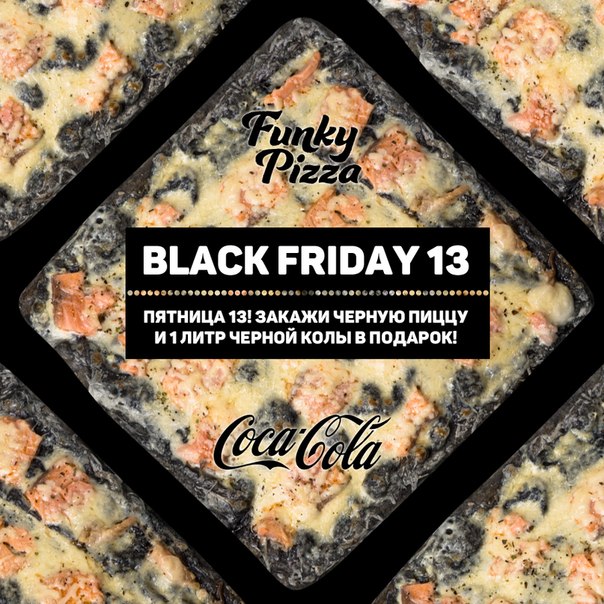 Funky
Pizza
BLACK FRIDAY 13
ПЯТНИЦА 13! ЗАКАЖИ ЧЕРНУЮ ПИЦЦУ
И 1 ЛИТР ЧЕРНОЙ КОЛЫ В ПОДАРОК!
Coca-Cola